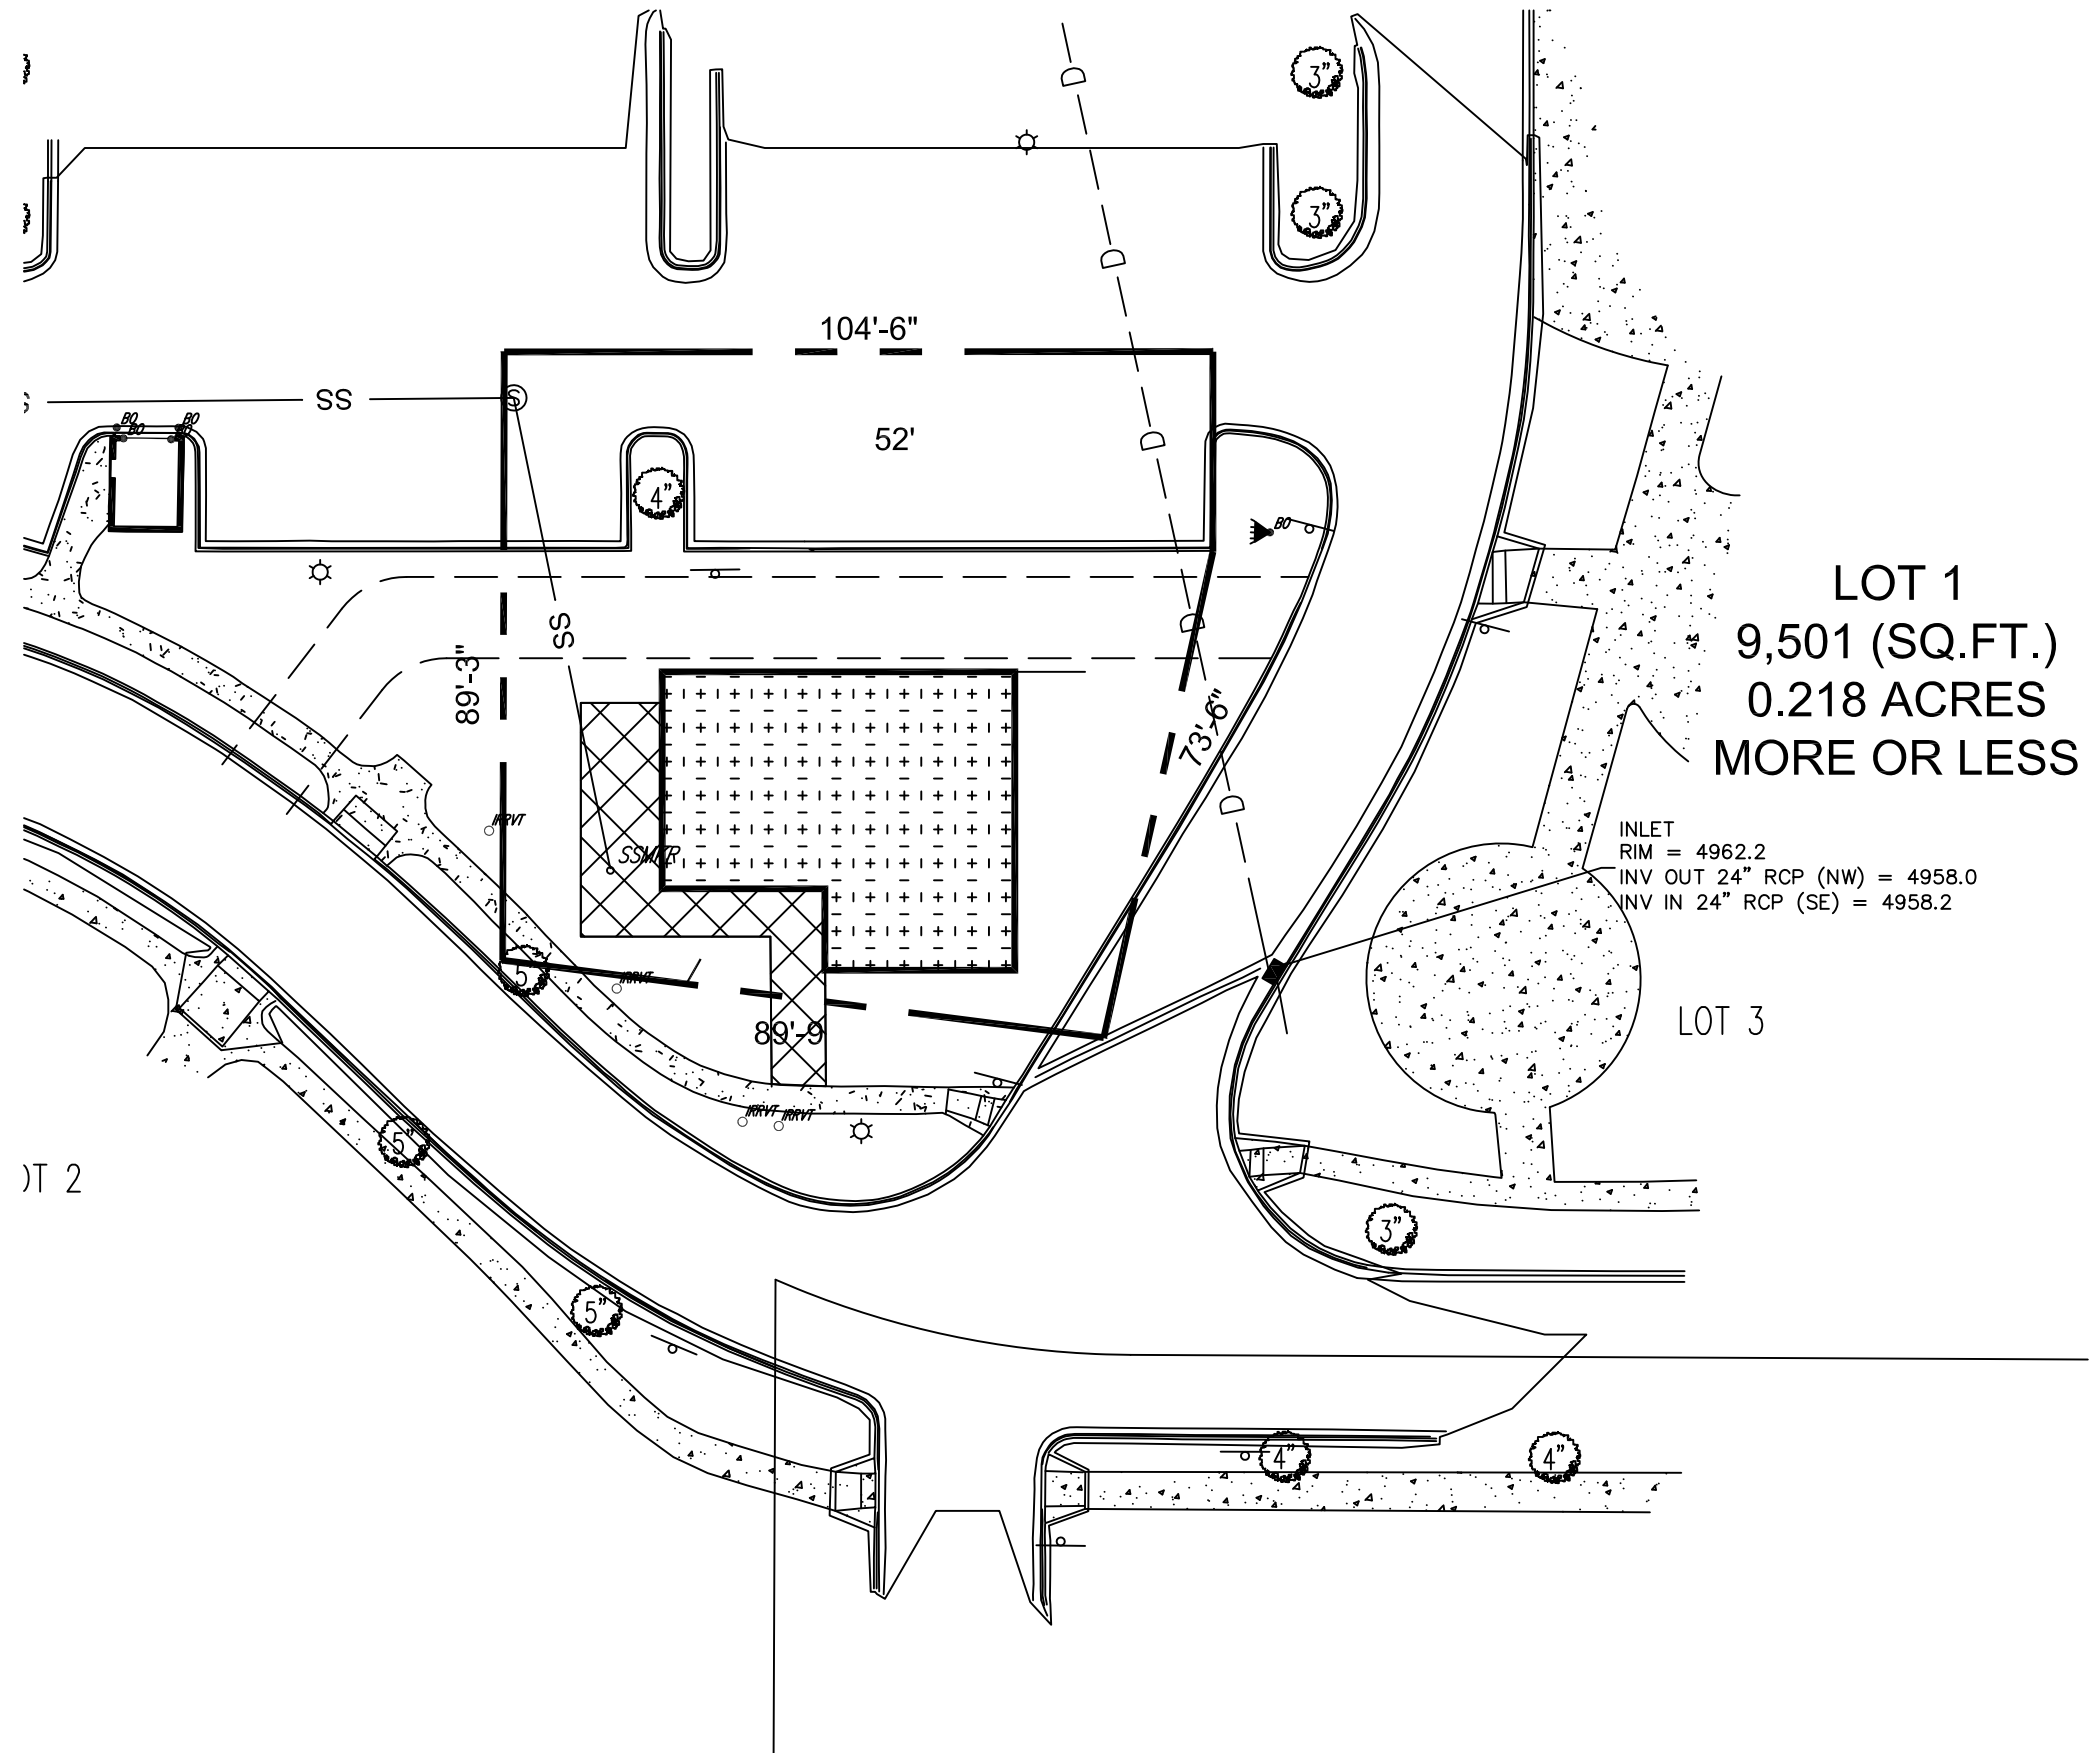 3"
D
3"
D
104'-6"
SS
S
BO
BO
BO
52'
D
4"
BO
LOT 1
9,501 (SQ.FT.)
0.218 ACRES
MORE OR LESS
SS
D
89'-3"
73'-6"
D
IRRVT
SSMKR
INLET
RIM = 4962.2
INV OUT 24" RCP (NW) = 4958.0
INV IN 24" RCP (SE) = 4958.2
5"
IRRVT
89'-9
LOT 3
IRRVT
IRRVT
5"
OT 2
3"
5"
4"
4"